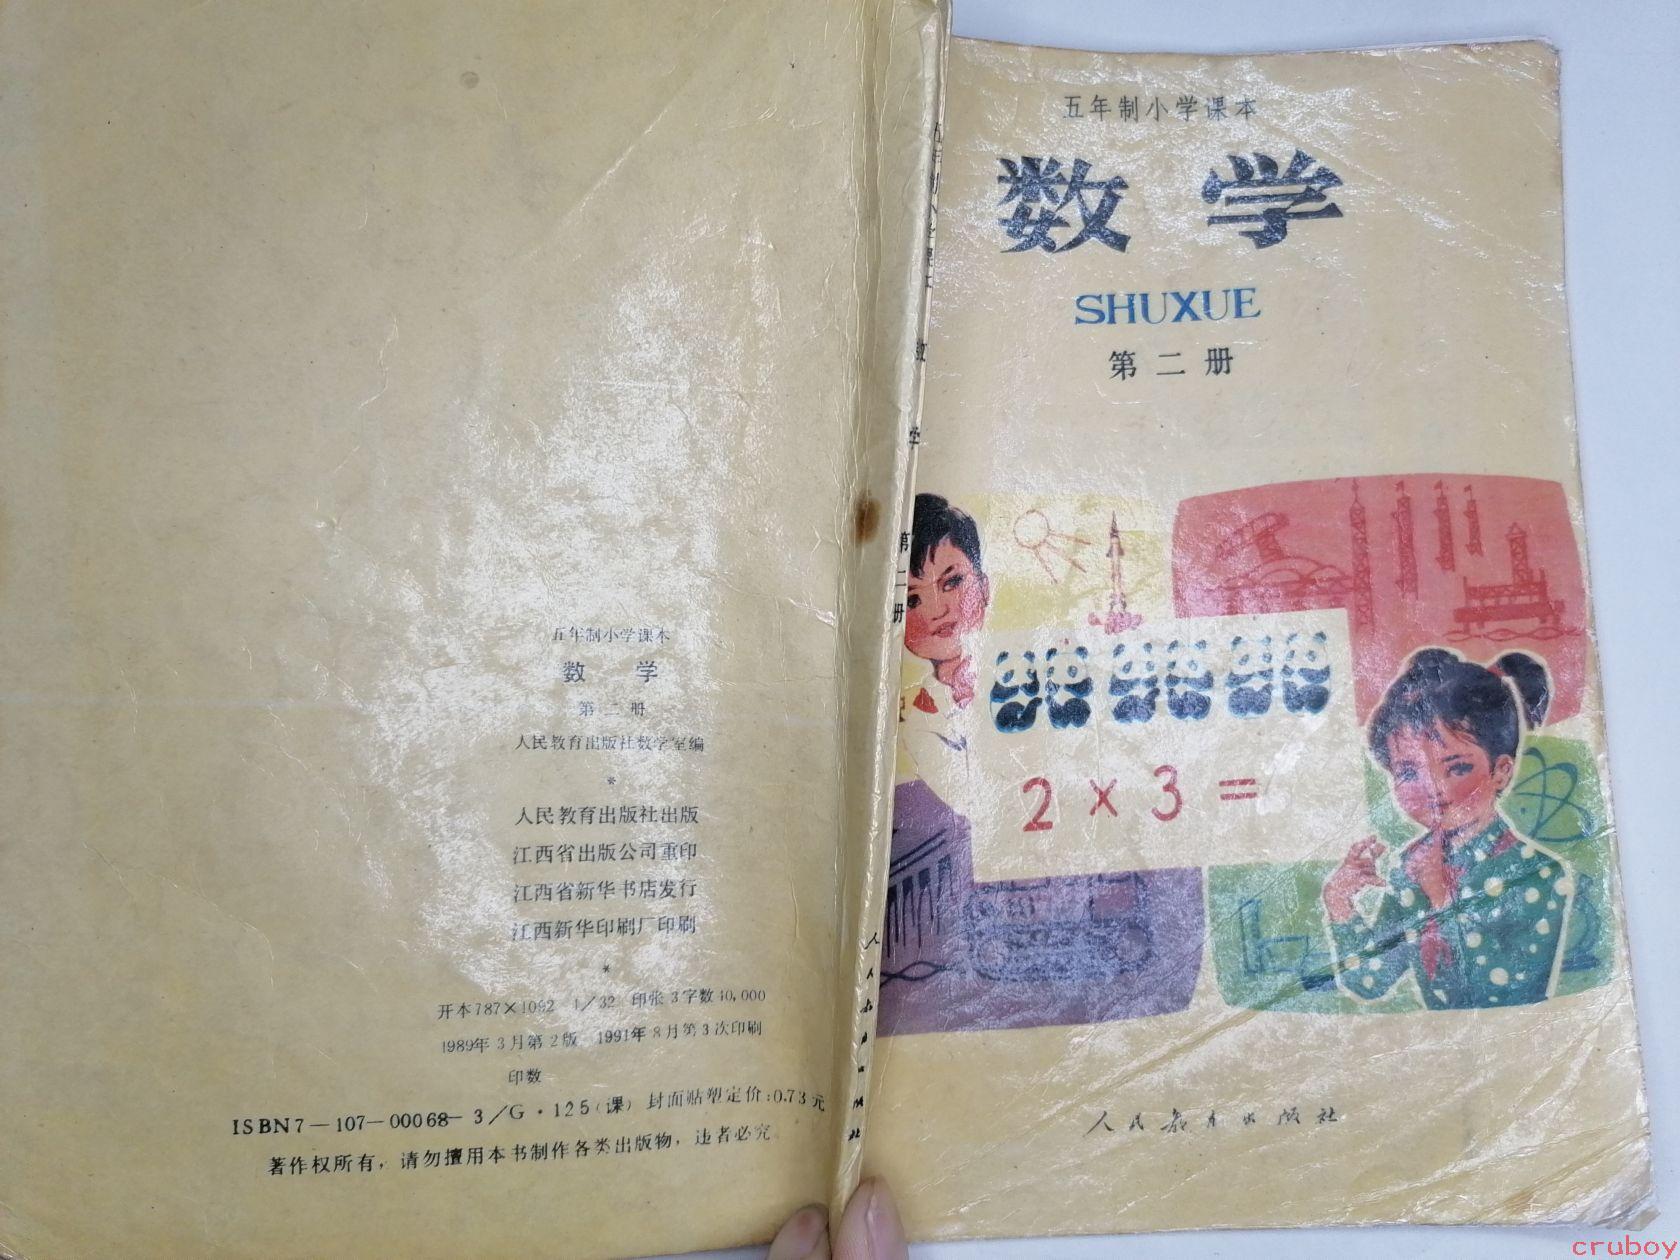 五年制小学课本
数 学
第二册
人民教育出版社数学室编
*
人民教育出版社出版
江西省出版公司重印
江西省新华书店发行
江西新华印刷厂印刷
*
开本787×1092 1/32 印张3字数40,000
1989年3月第2版 1991年8月第3次印刷
印数
ISBN7-107-00068-3/G·125(课) 封面贴塑定价:0.73元
著作权所有,请勿擅用本书制作各类出版物,违者必究
数 学 第二册
五年制小学课本
数 学
SHUXUE
第二册
2×3=
人民教育出版社
cruboy